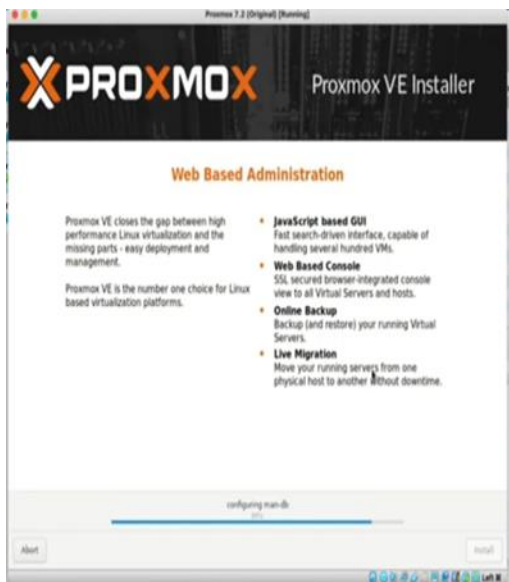 Proxmox 7.2 (Original) [Running]
PROXMOX
Proxmox VE Installer
Web Based Administration
Proxmox VE closes the gap between high
performance Linux virtualization and the
missing parts - easy deployment and
management.
Proxmox VE is the number one choice for Linux
based virtualization platforms.
JavaScript based GUI
Fast search-driven interface, capable of
handling several hundred VMs.
Web Based Console
SSL secured browser-integrated console
view to all Virtual Servers and hosts.
Online Backup
Backup (and restore) your running Virtual
Servers.
Live Migration
Move your running servers from one
physical host to another without downtime.
configuring man-db
Abort
Install
Left ⌘